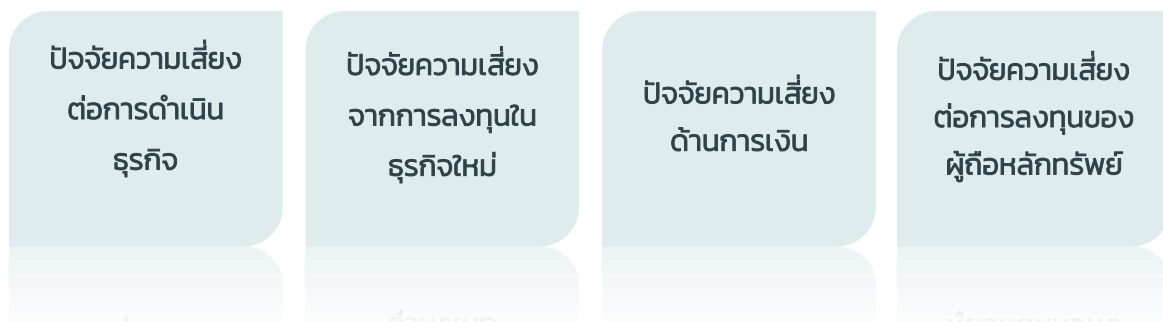 ปัจจัยความเสี่ยง
ต่อการดำเนิน
ธุรกิจ
ปัจจัยความเสี่ยง
จากการลงทุนใน
ธุรกิจใหม่
ปัจจัยความเสี่ยง
ด้านการเงิน
ปัจจัยความเสี่ยง
ต่อการลงทุนของ
ผู้ถือหลักทรัพย์